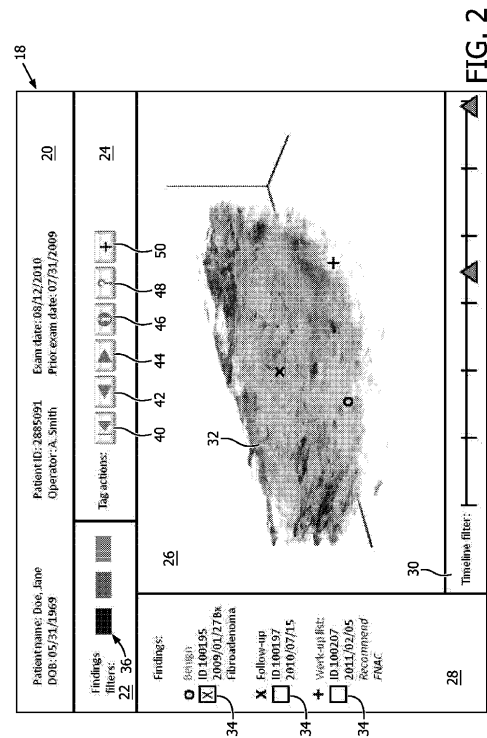 FIG. 2
18
Patient name: Doe, Jane
DOB: 05/31/1969
Patient ID: 2885091
Operator: A. Smith
Exam date: 08/12/2010
Prior exam date: 07/31/2009
20
Findings
filters:
22
36
Tag actions:
24
40
42
44
46
48
50
Findings:
Benign
ID 100195
2009/01/27 Bx
Fibroadenoma
34
Follow-up
ID 100197
2010/07/15
34
Work-up list:
ID 100207
2011/02/05
Recommend
FNAC
34
28
26
32
30
Timeline filter: